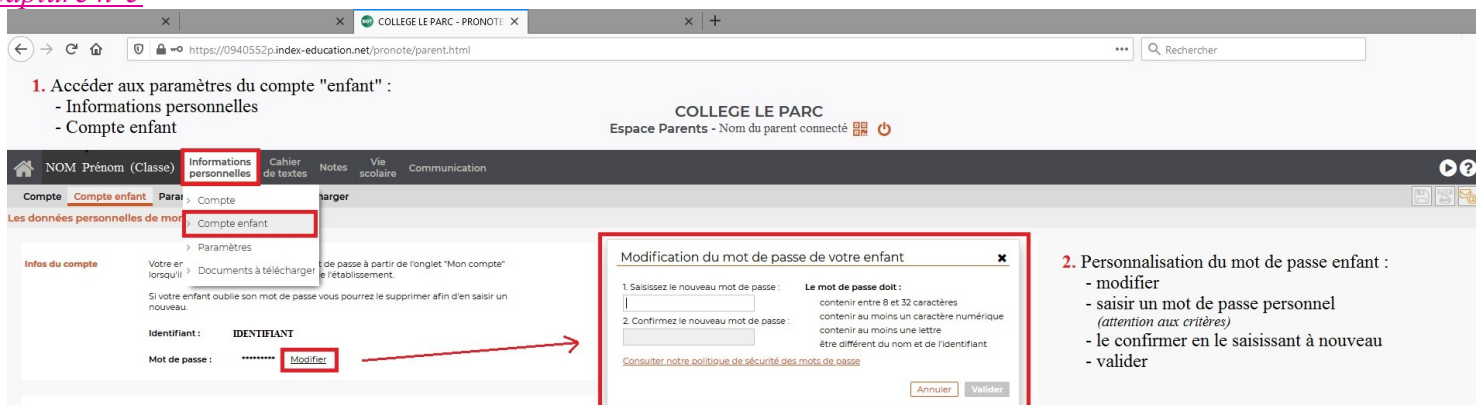 COLLEGE LE PARC - PRONOTE
https://0940552p.index-education.net/pronote/parent.html
Rechercher
1. Accéder aux paramètres du compte "enfant" :
- Informations personnelles
- Compte enfant
COLLEGE LE PARC
Espace Parents - Nom du parent connecté
NOM Prénom (Classe)
Informations personnelles
Cahier de textes
Notes
Vie scolaire
Communication
Compte
Compte enfant
> Compte
> Compte enfant
> Paramètres
> Documents à télécharger
Les données personnelles de
Infos du compte
Votre
de passe à partir de l'onglet "Mon compte"
lorsqu'il
l'établissement.
Si votre enfant oublie son mot de passe vous pourrez le supprimer afin d'en saisir un
nouveau.
Identifiant : IDENTIFIANT
Mot de passe : ********* Modifier
Modification du mot de passe de votre enfant
1. Saisissez le nouveau mot de passe :
2. Confirmez le nouveau mot de passe :
Le mot de passe doit :
contenir entre 8 et 32 caractères
contenir au moins un caractère numérique
contenir au moins une lettre
être différent du nom et de l'identifiant
Consulter notre politique de sécurité des mots de passe
Annuler
Valider
2. Personnalisation du mot de passe enfant :
- modifier
- saisir un mot de passe personnel
(attention aux critères)
- le confirmer en le saisissant à nouveau
- valider